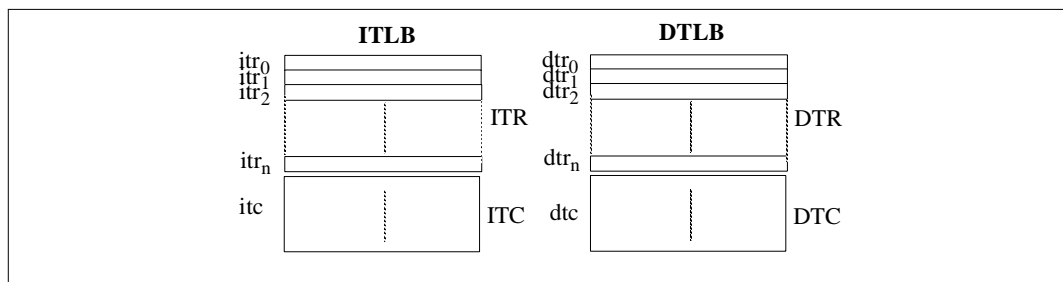 ITLB DTLB
itr0 dtr0
itr1 dtr1
itr2 dtr2
ITR DTR
itrn dtrn
itc ITC dtc DTC